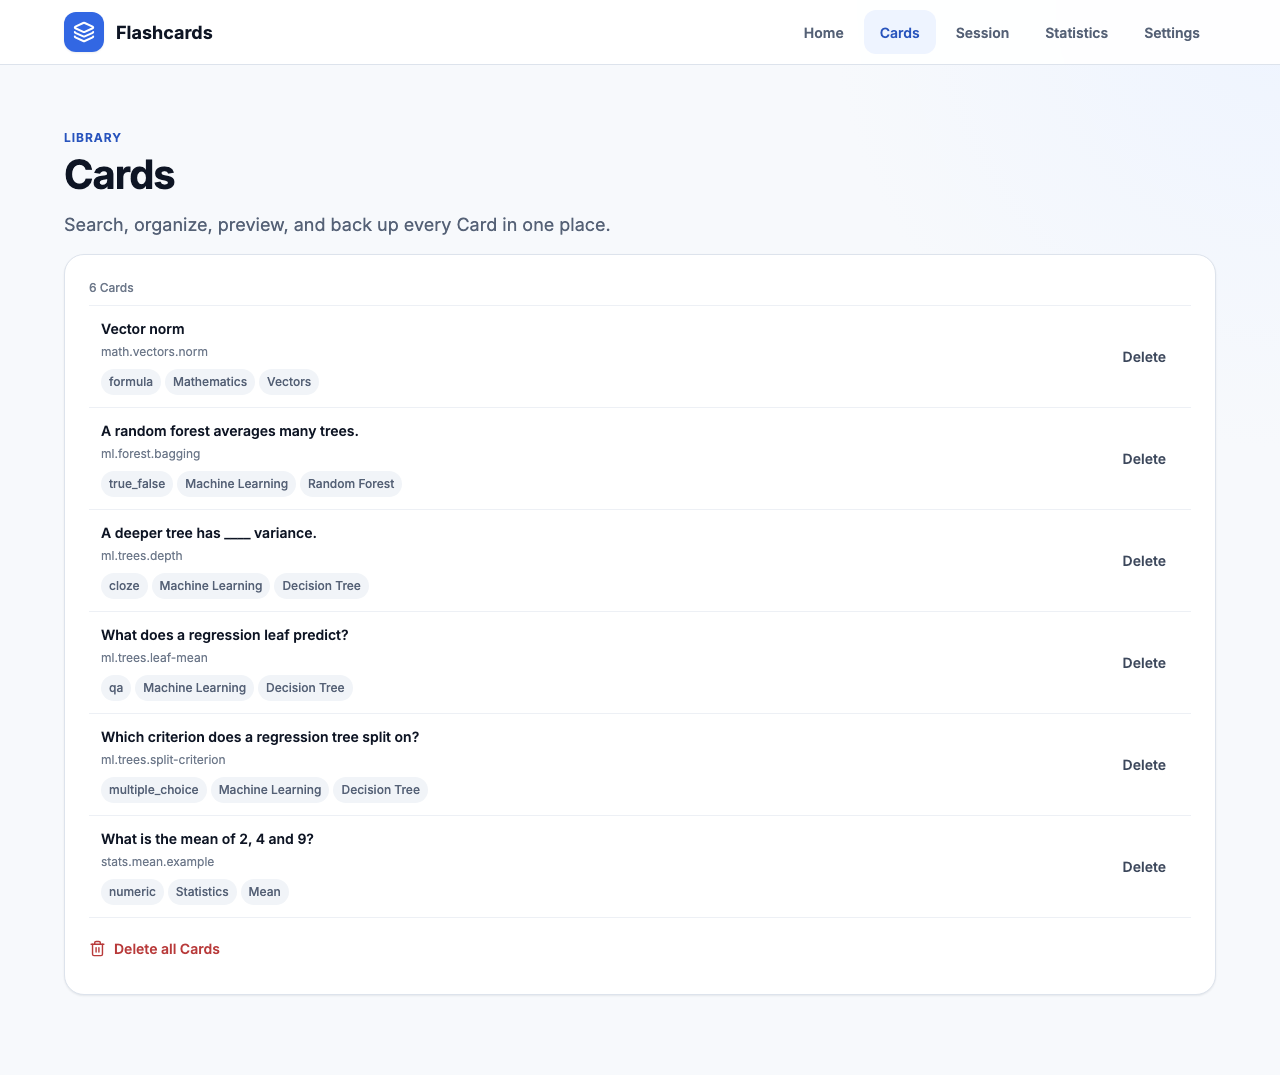 Flashcards
Home
Cards
Session
Statistics
Settings
LIBRARY
Cards
Search, organize, preview, and back up every Card in one place.
6 Cards
Vector norm
math.vectors.norm
Delete
formula
Mathematics
Vectors
A random forest averages many trees.
ml.forest.bagging
Delete
true_false
Machine Learning
Random Forest
A deeper tree has ____ variance.
ml.trees.depth
Delete
cloze
Machine Learning
Decision Tree
What does a regression leaf predict?
ml.trees.leaf-mean
Delete
qa
Machine Learning
Decision Tree
Which criterion does a regression tree split on?
ml.trees.split-criterion
Delete
multiple_choice
Machine Learning
Decision Tree
What is the mean of 2, 4 and 9?
stats.mean.example
Delete
numeric
Statistics
Mean
Delete all Cards